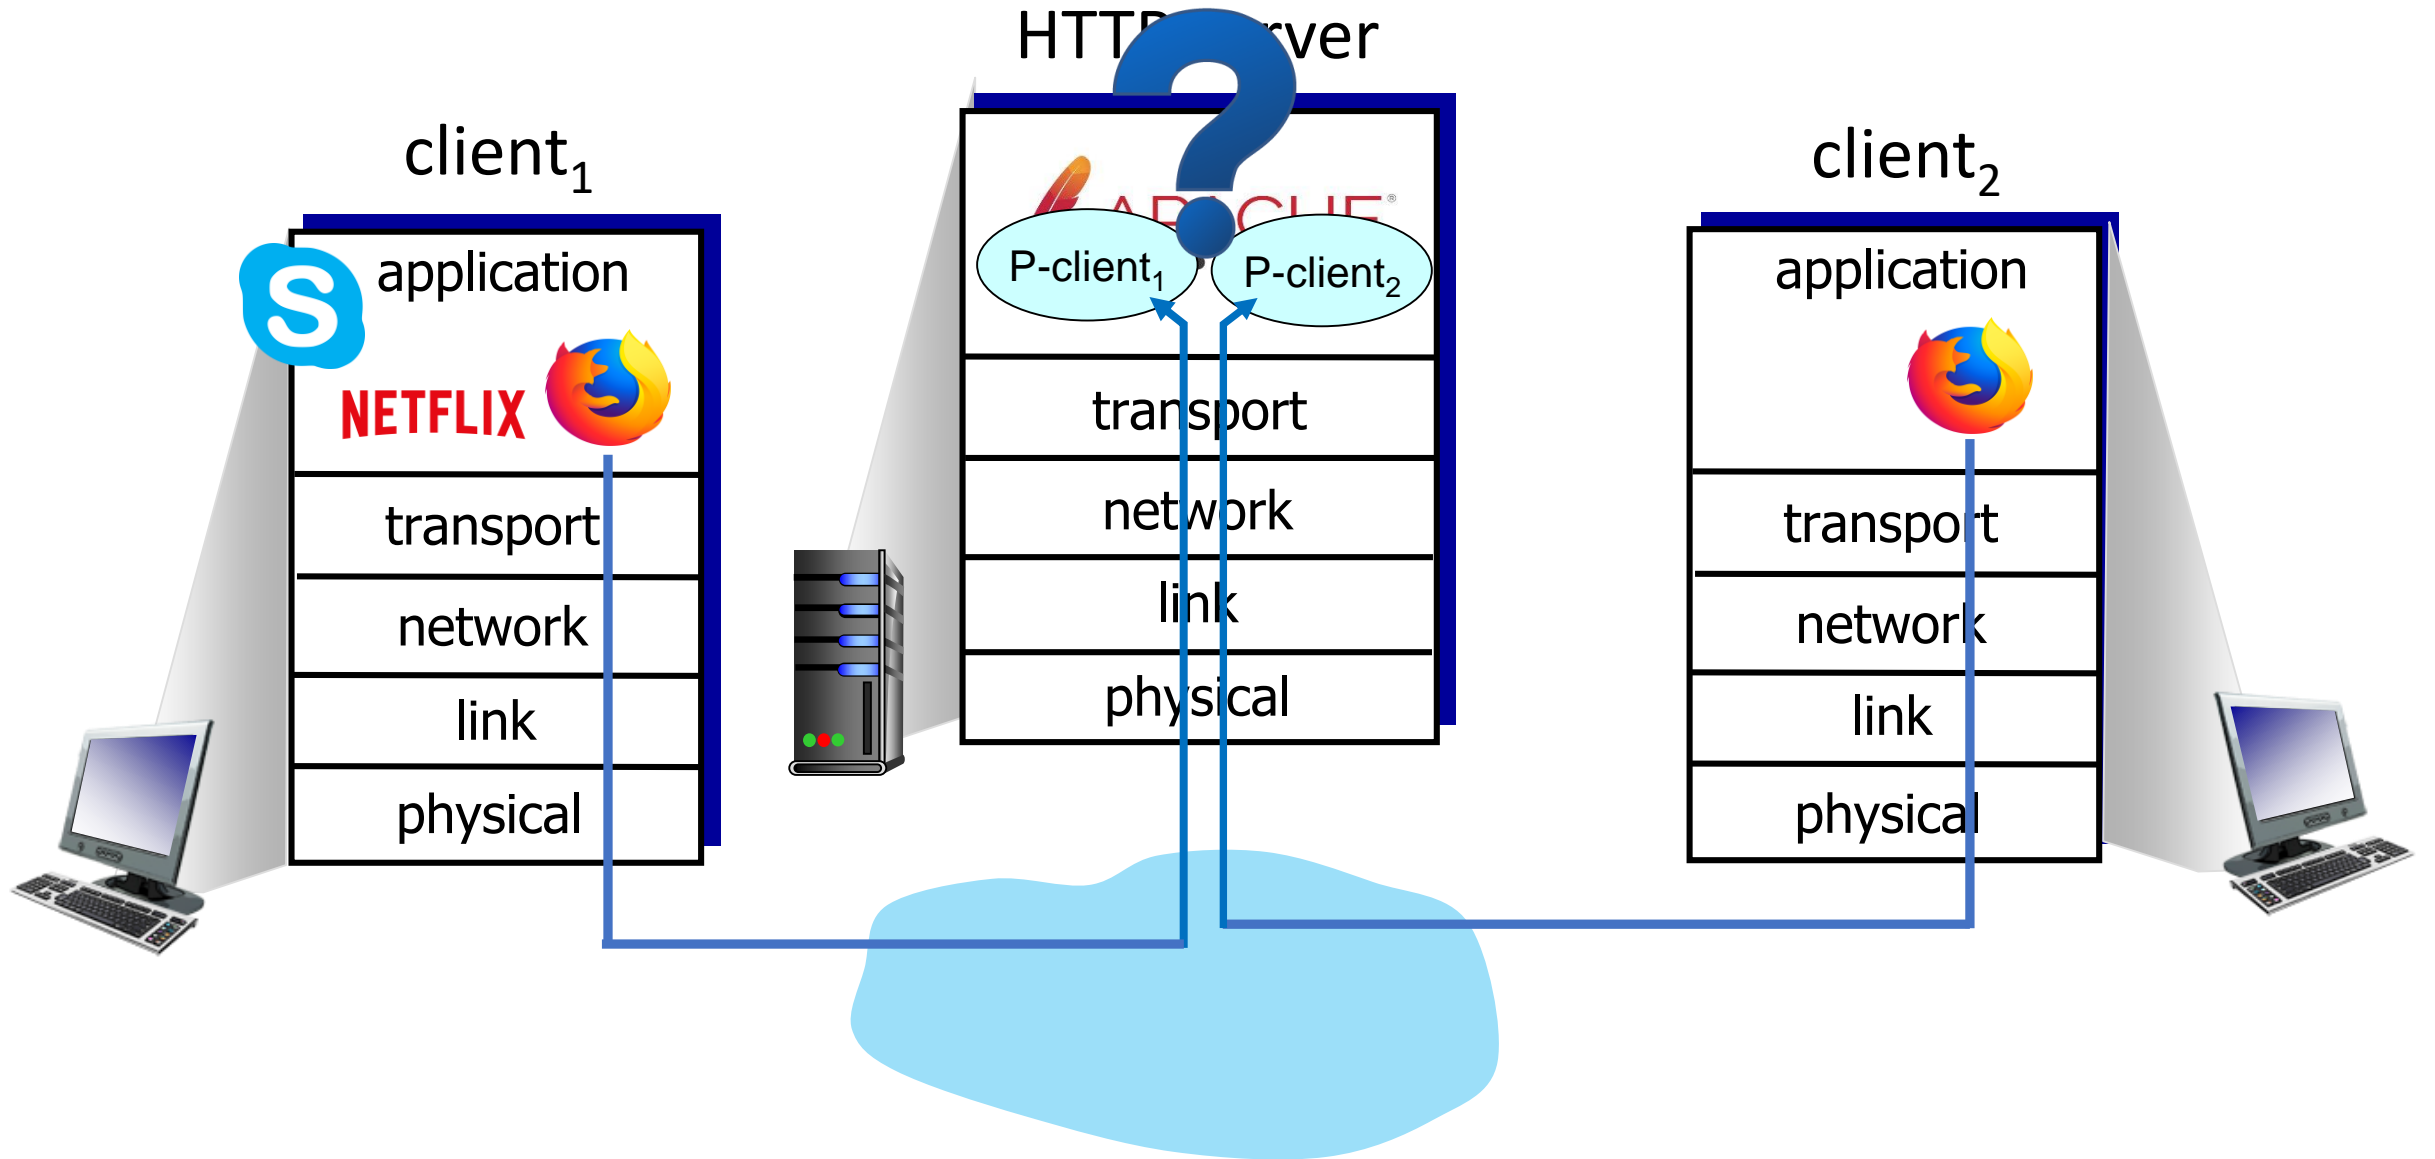 HTTP server
client1
application
NETFLIX
transport
network
link
physical
APACHE®
P-client1
P-client2
transport
network
link
physical
client2
application
transport
network
link
physical